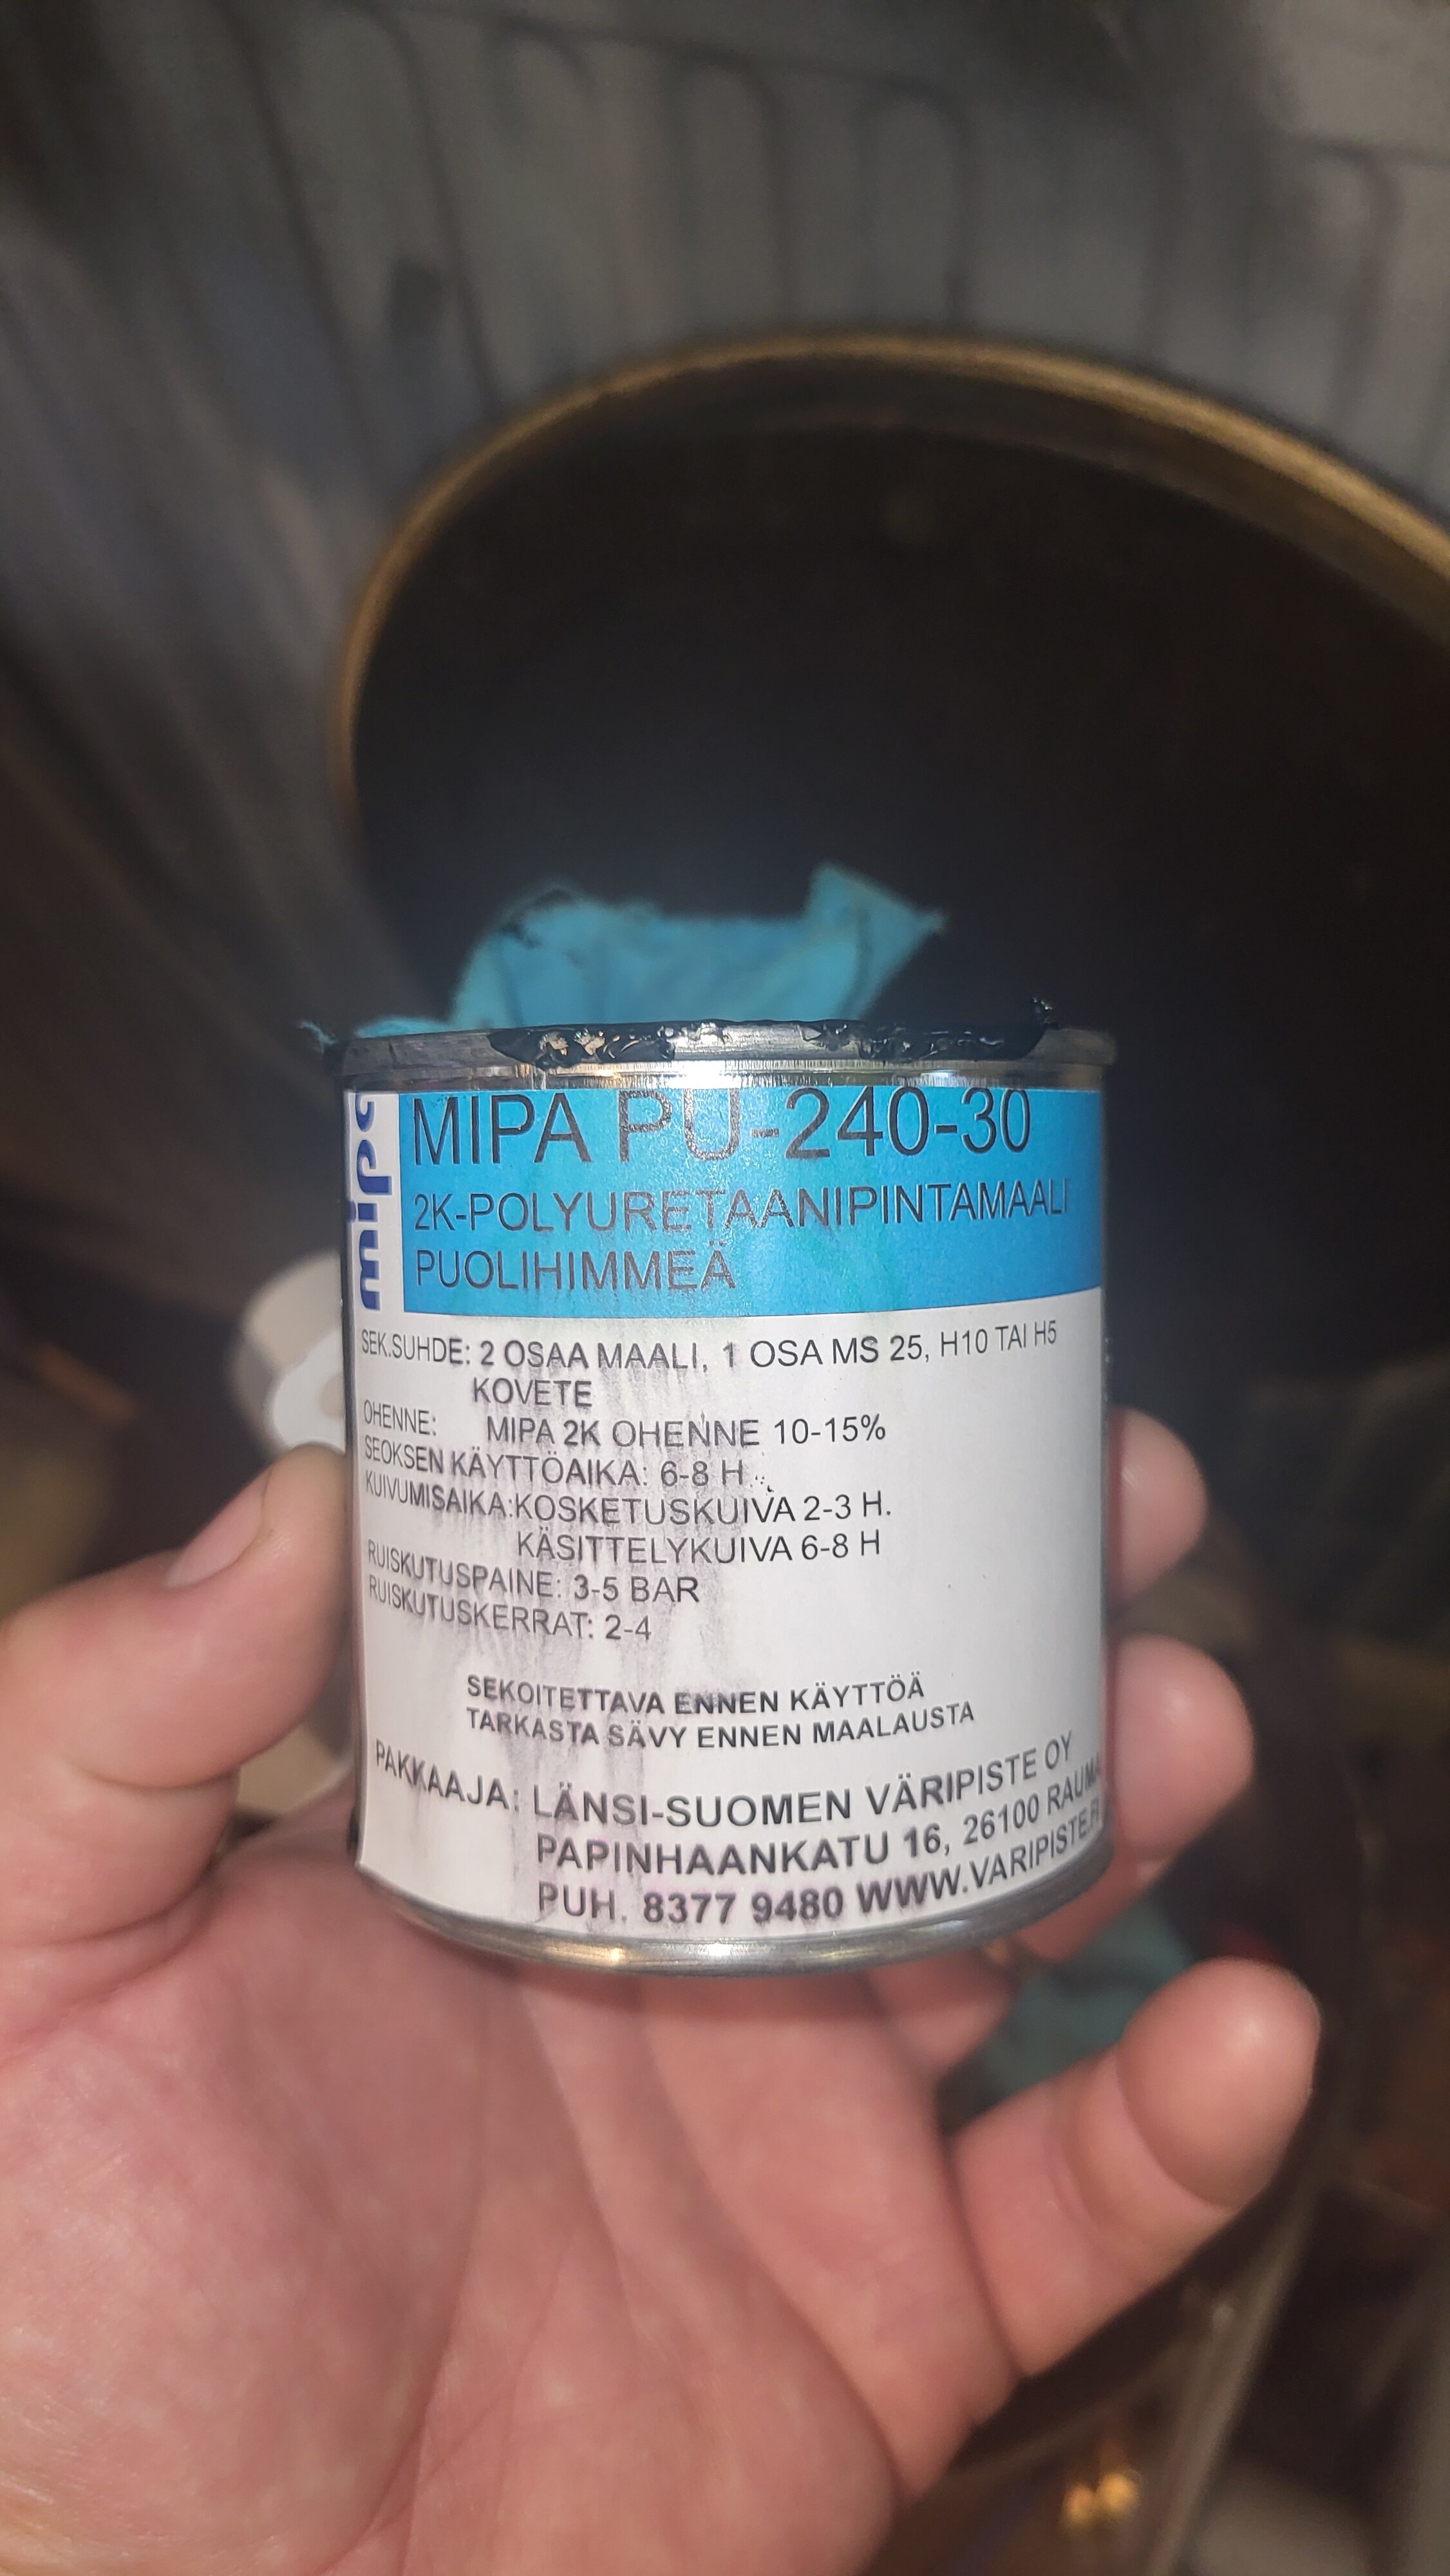 mipa
MIPA PU-240-30
2K-POLYURETAANIPINTAMAALI
PUOLIHIMMEÄ
SEK.SUHDE: 2 OSAA MAALI, 1 OSA MS 25, H10 TAI H5
KOVETE
OHENNE: MIPA 2K OHENNE 10-15%
SEOKSEN KÄYTTÖAIKA: 6-8 H
KUIVUMISAIKA:KOSKETUSKUIVA 2-3 H.
KÄSITTELYKUIVA 6-8 H
RUISKUTUSPAINE: 3-5 BAR
RUISKUTUSKERRAT: 2-4
SEKOITETTAVA ENNEN KÄYTTÖÄ
TARKASTA SÄVY ENNEN MAALAUSTA
PAKKAAJA: LÄNSI-SUOMEN VÄRIPISTE OY
PAPINHAANKATU 16, 26100 RAUMA
PUH. 8377 9480 WWW.VARIPISTE.FI